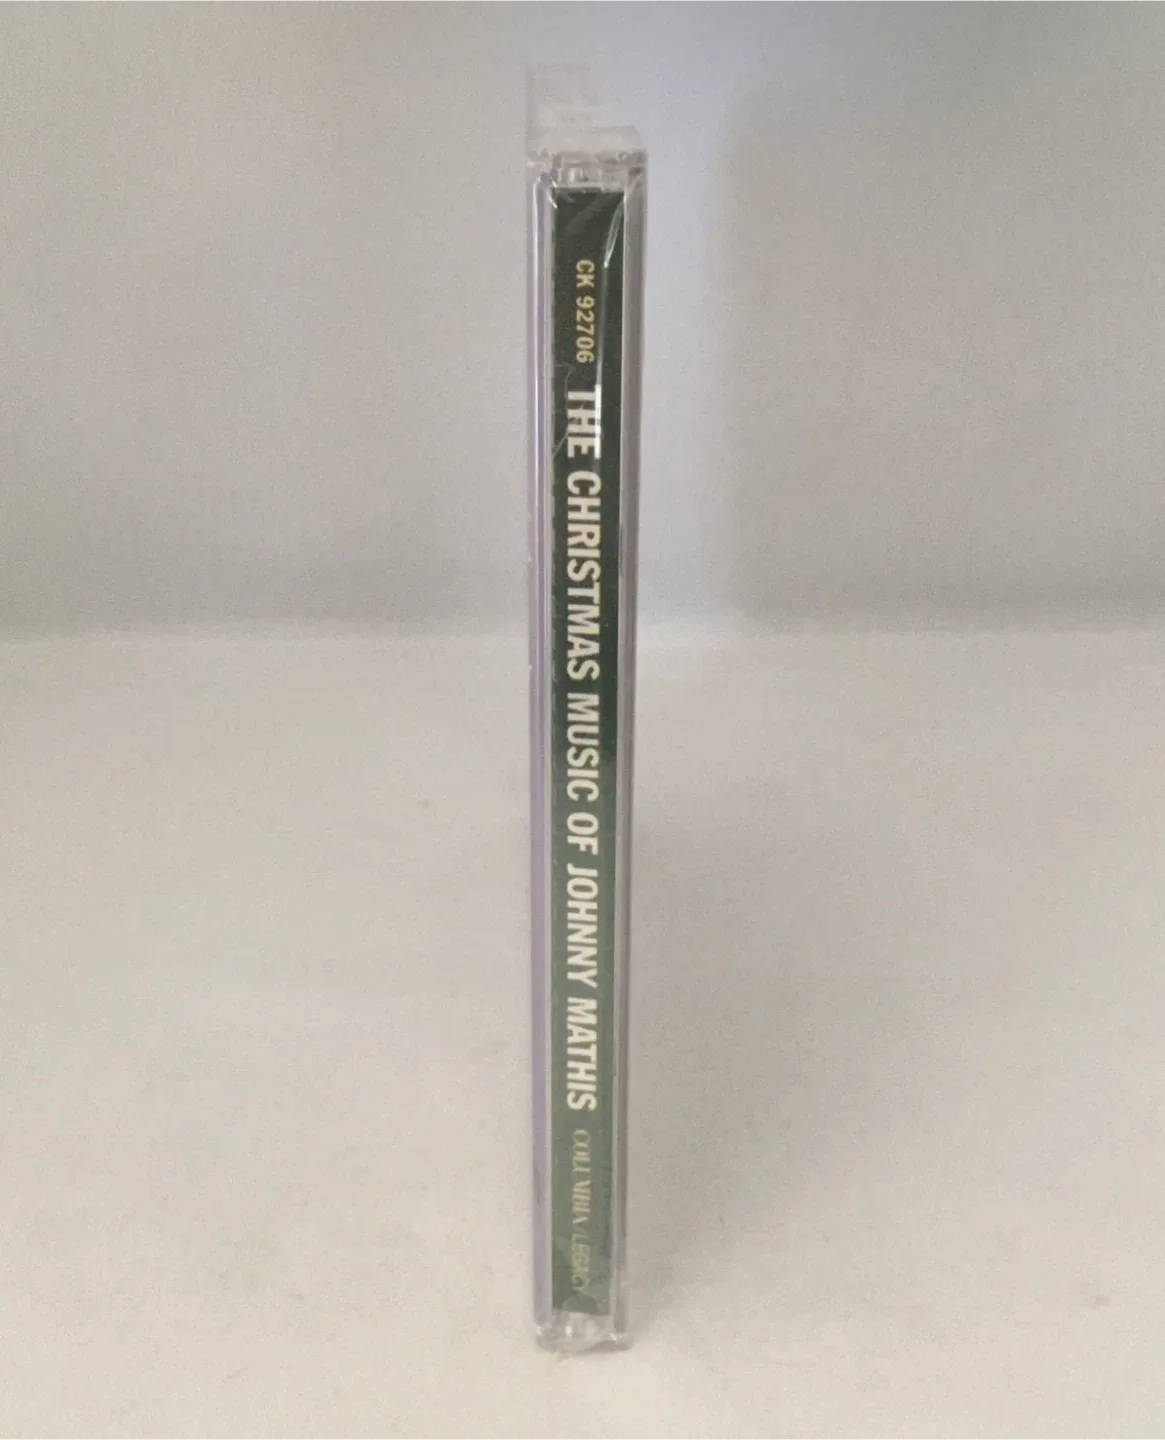 CK 92706 THE CHRISTMAS MUSIC OF JOHNNY MATHIS COLUMBIA/LEGACY